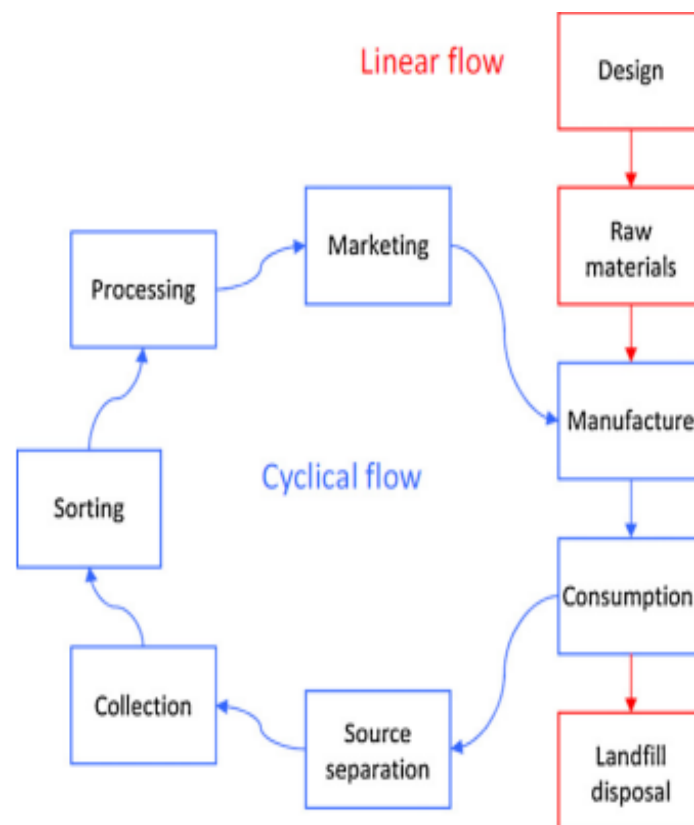 Linear flow
Design
Raw
materials
Marketing
Processing
Manufacture
Cyclical flow
Sorting
Consumption
Collection
Source
separation
Landfill
disposal